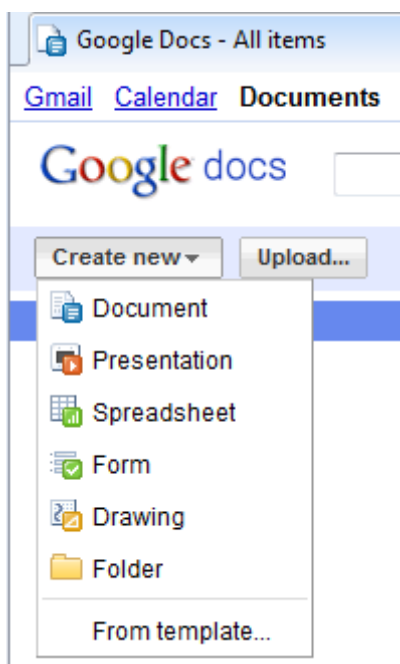 Google Docs - All items
Gmail Calendar Documents
Google docs
Create new Upload...
Document
Presentation
Spreadsheet
Form
Drawing
Folder
From template...